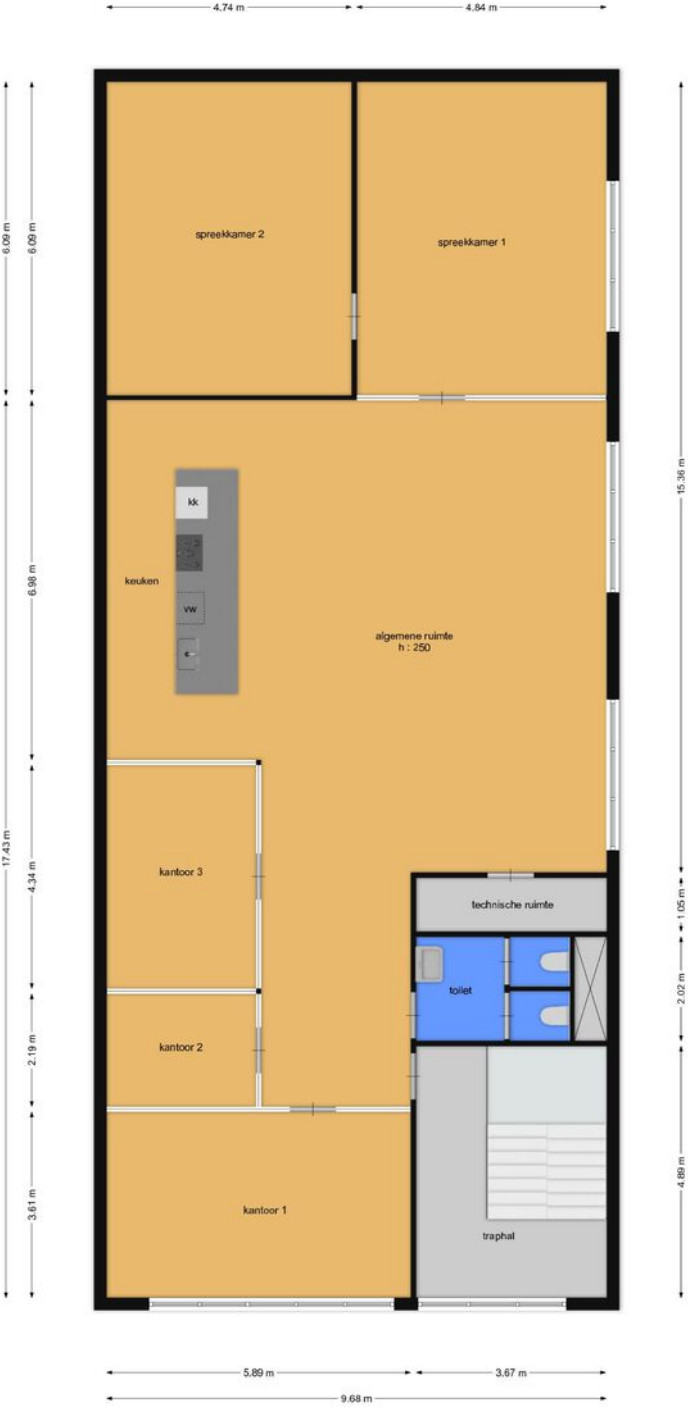 4.74 m
4.84 m
6.09 m
6.09 m
spreekkamer 2
spreekkamer 1
15.36 m
kk
6.98 m
keuken
vw
algemene ruimte
h : 250
17.43 m
4.34 m
kantoor 3
technische ruimte
1.05 m
toilet
2.02 m
2.19 m
kantoor 2
3.61 m
kantoor 1
traphal
4.89 m
5.89 m
3.67 m
9.68 m